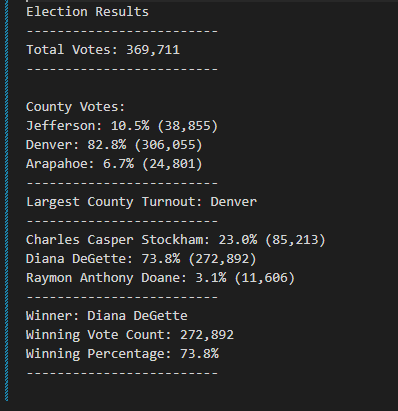 Election Results
-------------------------
Total Votes: 369,711
-------------------------
County Votes:
Jefferson: 10.5% (38,855)
Denver: 82.8% (306,055)
Arapahoe: 6.7% (24,801)
-------------------------
Largest County Turnout: Denver
-------------------------
Charles Casper Stockham: 23.0% (85,213)
Diana DeGette: 73.8% (272,892)
Raymon Anthony Doane: 3.1% (11,606)
-------------------------
Winner: Diana DeGette
Winning Vote Count: 272,892
Winning Percentage: 73.8%
-------------------------